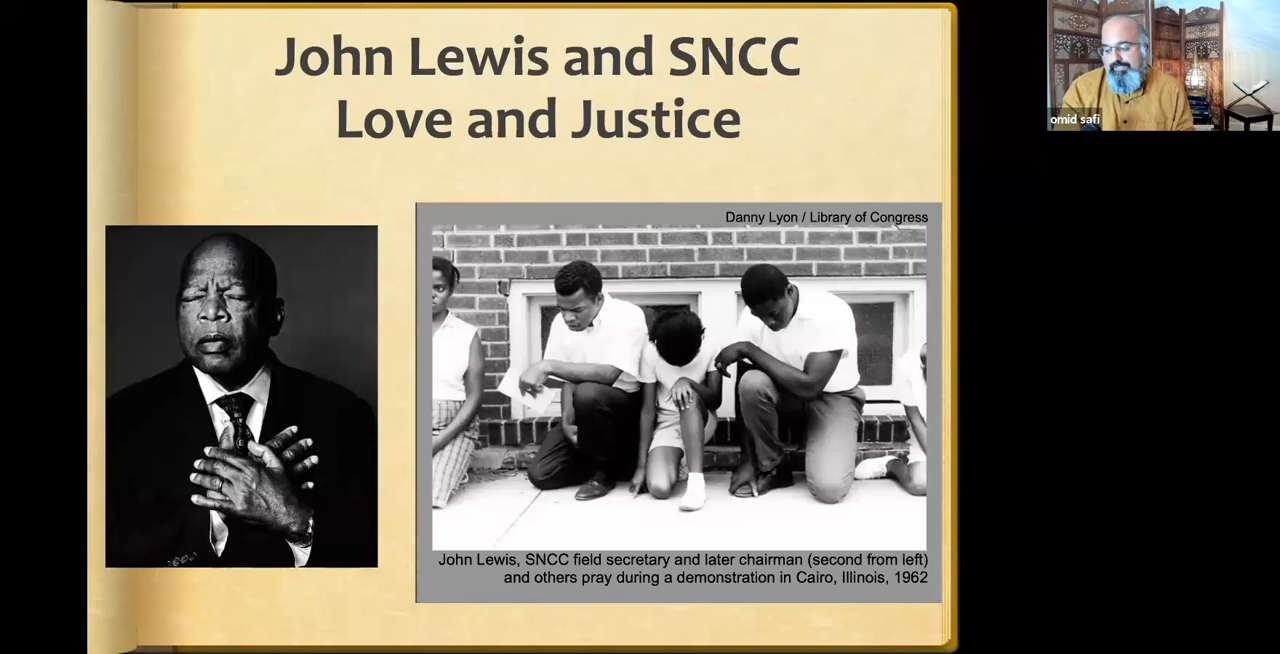 John Lewis and SNCC
Love and Justice
Danny Lyon / Library of Congress
John Lewis, SNCC field secretary and later chairman (second from left)
and others pray during a demonstration in Cairo, Illinois, 1962
omid safi